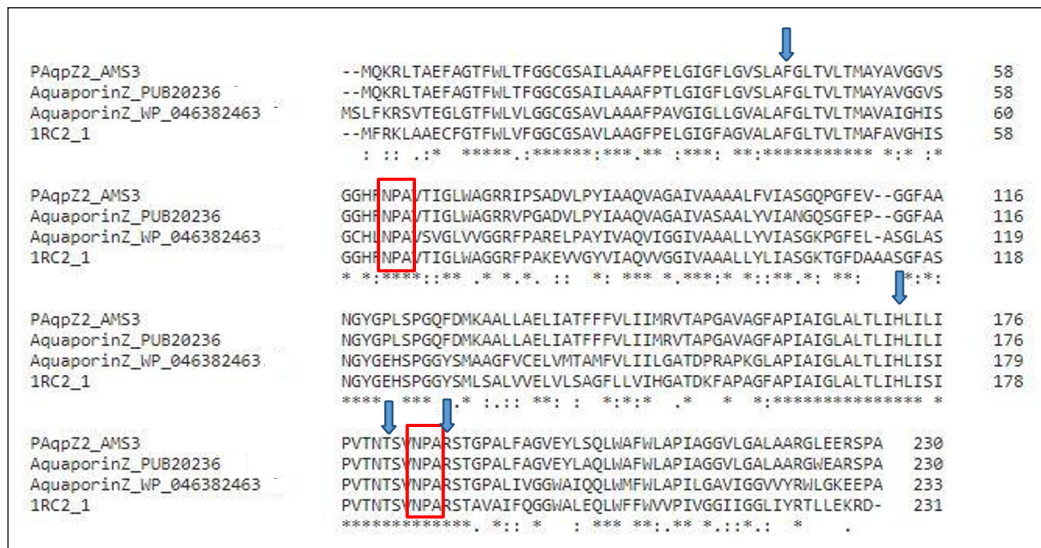 PAqpZ2_AMS3 --MQKRLTAEFAGTFWLTFGGCGSAILAAAFPELGIGFLGVSLAFGLTVLTMAYAVGGVS 58
AquaporinZ_PUB20236 --MQKRLTAEFAGTFWLTFGGCGSAILAAAFPTLGIGFLGVSLAFGLTVLTMAYAVGGVS 58
AquaporinZ_WP_046382463 MSLFKRSVTEGLGTFWLVLGGCGSAVLAAAFPAVGIGLLGVALAFGLTVLTMAVAIGHIS 60
1RC2_1 --MFRKLAAECFGTFWLVFGGCGSAVLAAGFPELGIGFAGVALAFGLTVLTMAFAVGHIS 58
: :: .:* *****.:******:***.** :***: **:*********** *:* :*
PAqpZ2_AMS3 GGHFNPAVTIGLWAGRRIPSADVLPYIAAQVAGAIVAAAALFVIASGQPGFEV--GGFAA 116
AquaporinZ_PUB20236 GGHFNPAVTIGLWAGRRVPGADVLPYIAAQVAGAIVASAALYVIANGQSGFEP--GGFAA 116
AquaporinZ_WP_046382463 GCHLNPAVSVGLVVGGRFPARELPAYIVAQVIGGIVAAALLYVIASGKPGFEL-ASGLAS 119
1RC2_1 GGHFNPAVTIGLWAGGRFPAKEVVGYVIAQVVGGIVAAALLYLIASGKTGFDAAASGFAS 118
* *:****::** .* *.*. :: *: *** *.***:* *::**.*: **: .*:*:
PAqpZ2_AMS3 NGYGPLSPGQFDMKAALLAELIATFFFVLIIMRVTAPGAVAGFAPIAIGLALTLIHLILI 176
AquaporinZ_PUB20236 NGYGPLSPGQFDMKAALLAELIATFFFVLIIMRVTAPGAVAGFAPIAIGLALTLIHLILI 176
AquaporinZ_WP_046382463 NGYGEHSPGGYSMAAGFVCELVMTAMFVLIILGATDPRAPKGLAPIAIGLALTLIHLISI 179
1RC2_1 NGYGEHSPGGYSMLSALVVELVLSAGFLLVIHGATDKFAPAGFAPIAIGLALTLIHLISI 178
**** *** :.* :.:: **: : *:*:* .* * *:*************** *
PAqpZ2_AMS3 PVTNTSVNPARSTGPALFAGVEYLSQLWAFWLAPIAGGVLGALAARGLEERSPA 230
AquaporinZ_PUB20236 PVTNTSVNPARSTGPALFAGVEYLAQLWAFWLAPIAGGVLGALAARGWEARSPA 230
AquaporinZ_WP_046382463 PVTNTSVNPARSTGPALIVGGWAIQQLWMFWLAPILGAVIGGVVYRWLGKEEPA 233
1RC2_1 PVTNTSVNPARSTAVAIFQGGWALEQLWFFWVVPIVGGIIGGLIYRTLLEKRD- 231
*************. *:: * : *** **:.** *.::*.: * .